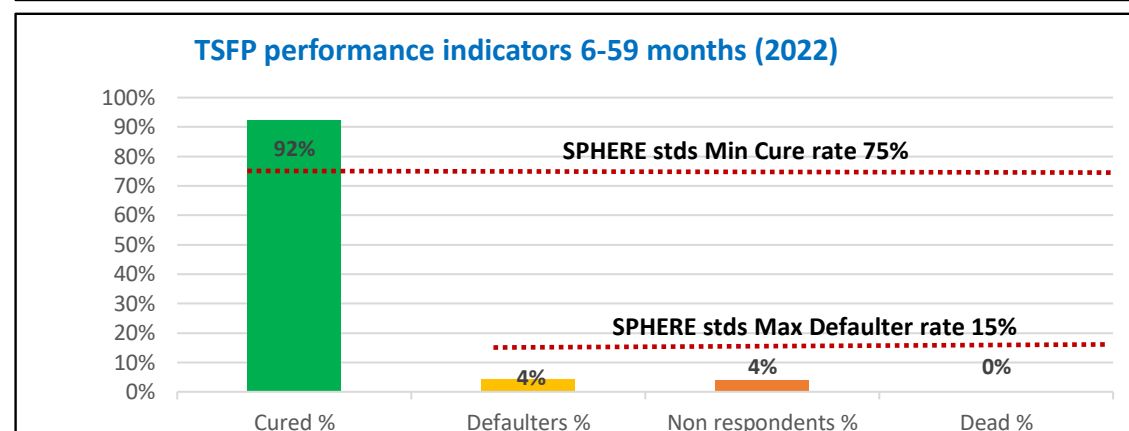 TSFP performance indicators 6-59 months (2022)
100%
90%
80%
70%
60%
50%
40%
30%
20%
10%
0%
92%
SPHERE stds Min Cure rate 75%
SPHERE stds Max Defaulter rate 15%
4%
4%
0%
Cured %
Defaulters %
Non respondents %
Dead %